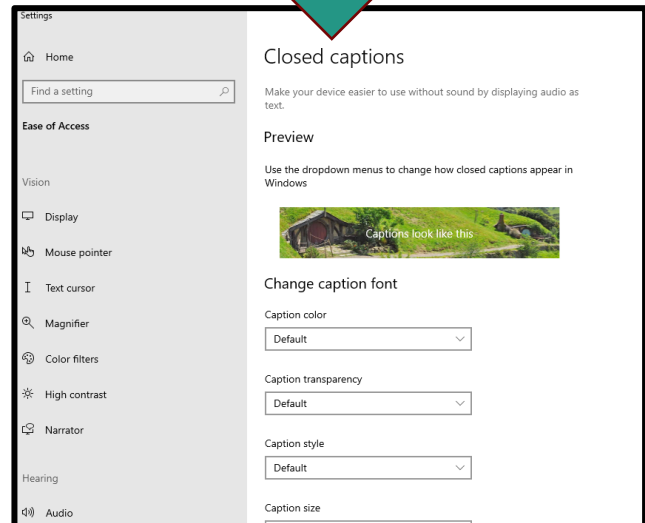 Settings
Home
Find a setting
Ease of Access
Vision
Display
Mouse pointer
Text cursor
Magnifier
Color filters
High contrast
Narrator
Hearing
Audio
Closed captions
Make your device easier to use without sound by displaying audio as
text.
Preview
Use the dropdown menus to change how closed captions appear in
Windows
Captions look like this
Change caption font
Caption color
Default
Caption transparency
Default
Caption style
Default
Caption size